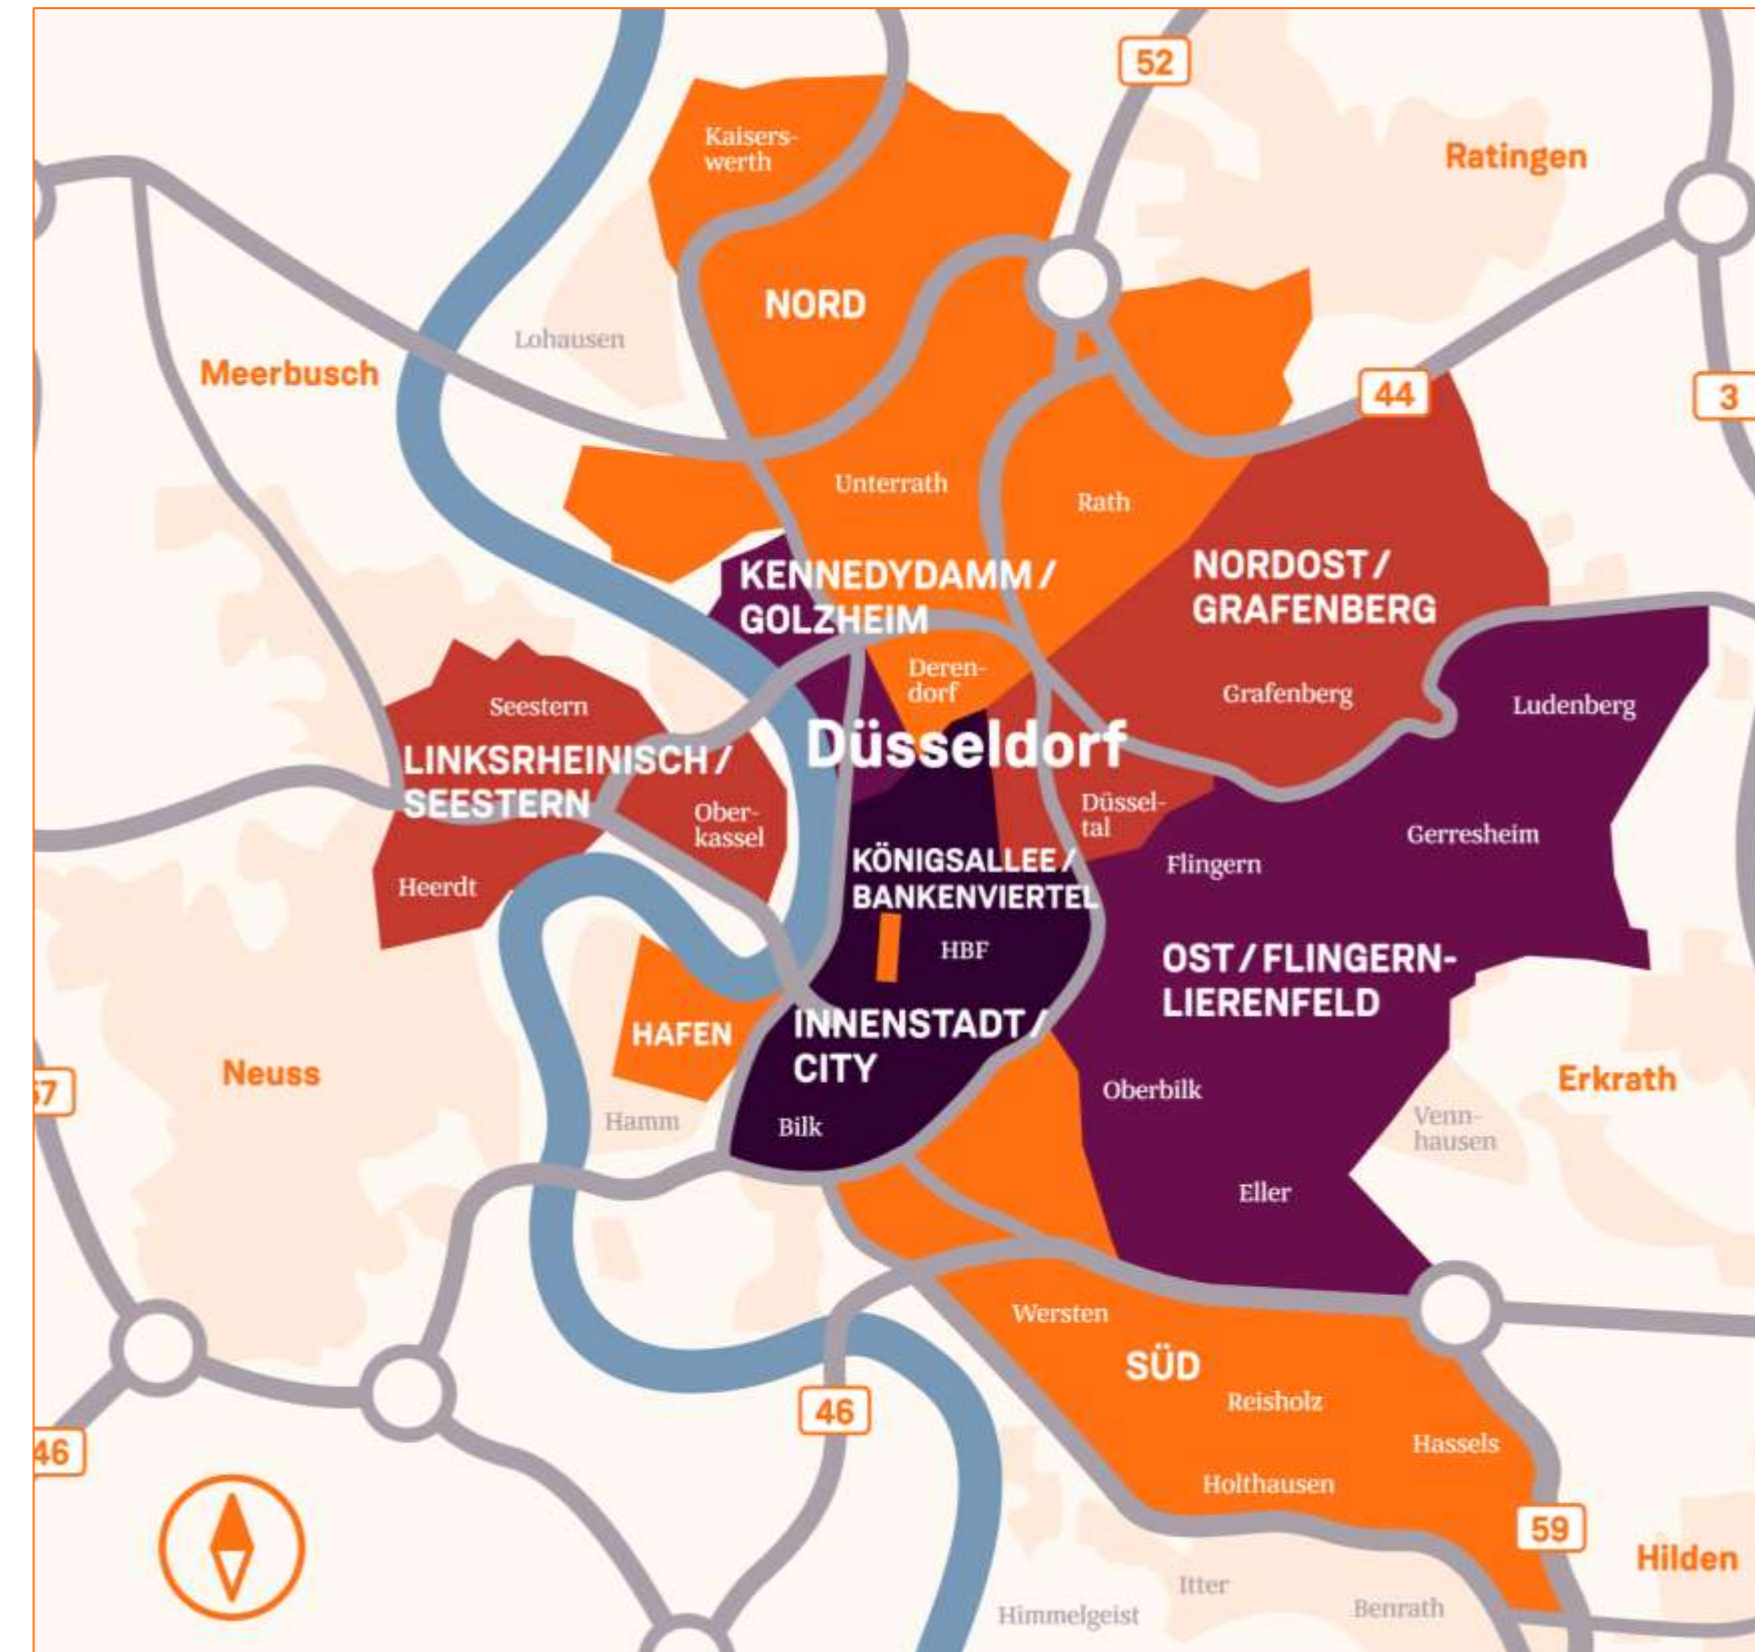 52
Kaisers-
werth
Ratingen
NORD
Lohausen
Meerbusch
44
3
Unterrath
Rath
KENNEDYDAMM /
GOLZHEIM
NORDOST /
GRAFENBERG
Deren-
dorf
Grafenberg
Ludenberg
Seestern
Düsseldorf
LINKSRHEINISCH /
SEESTERN
Ober-
kassel
Düssel-
tal
Gerresheim
KÖNIGSALLEE /
BANKENVIERTEL
Flingern
Heerdt
HBF
OST / FLINGERN-
LIERENFELD
HAFEN
INNENSTADT /
CITY
Neuss
Erkrath
57
Oberbilk
Hamm
Bilk
Venn-
hausen
Eller
Wersten
SÜD
Reisholz
46
Hassels
46
Holthausen
59
Hilden
Itter
Himmelgeist
Benrath